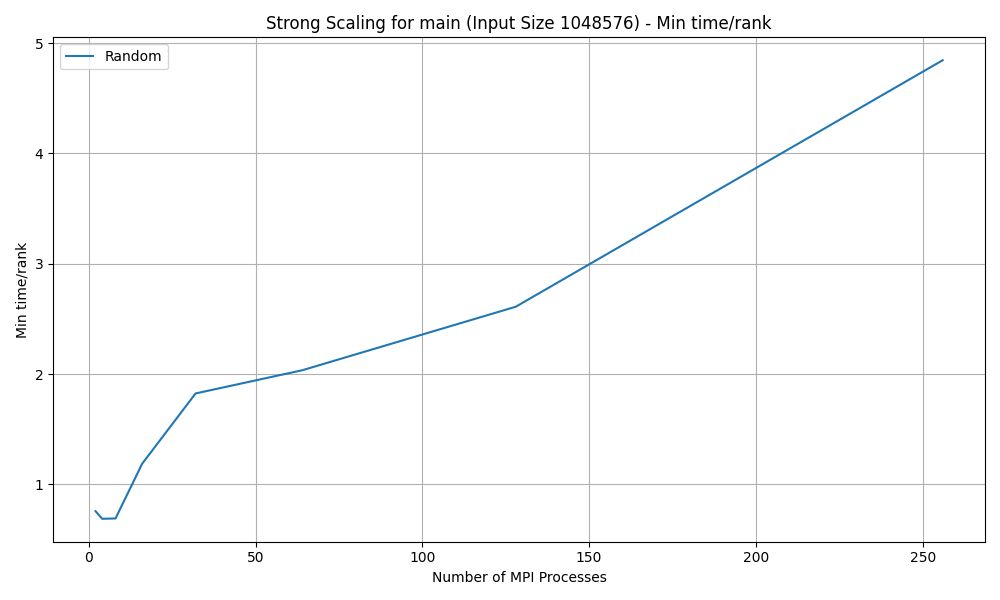 Strong Scaling for main (Input Size 1048576) - Min time/rank
Random
5
4
3
2
1
Min time/rank
0 50 100 150 200 250
Number of MPI Processes